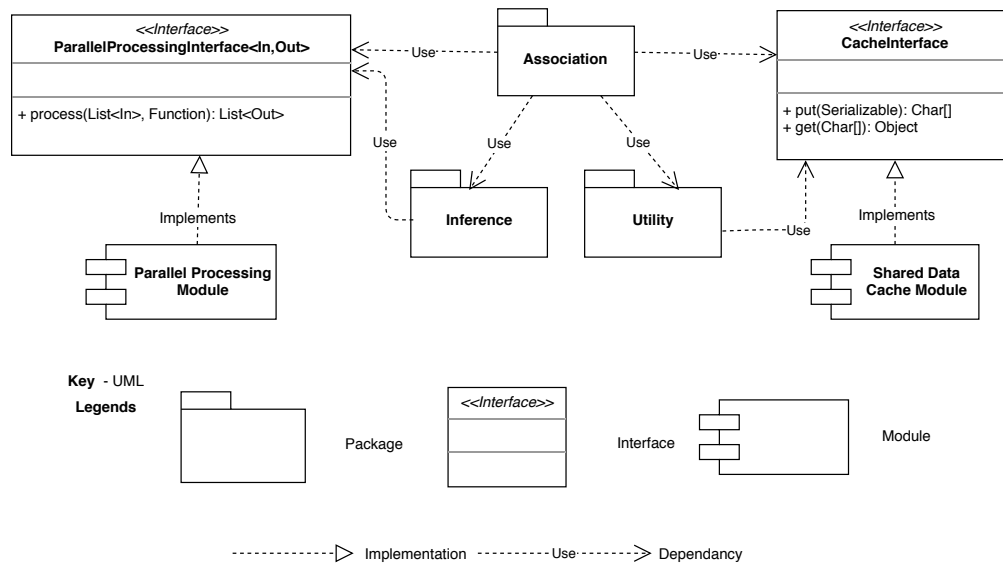 <<Interface>>
ParallelProcessingInterface<In,Out>
+ process(List<In>, Function): List<Out>
Use
Association
Use
<<Interface>>
CacheInterface
+ put(Serializable): Char[]
+ get(Char[]): Object
Use
Use
Use
Inference
Utility
Use
Implements
Implements
Parallel Processing
Module
Shared Data
Cache Module
Key - UML
Legends
Package
<<Interface>>
Interface
Module
Implementation
Use
Dependancy